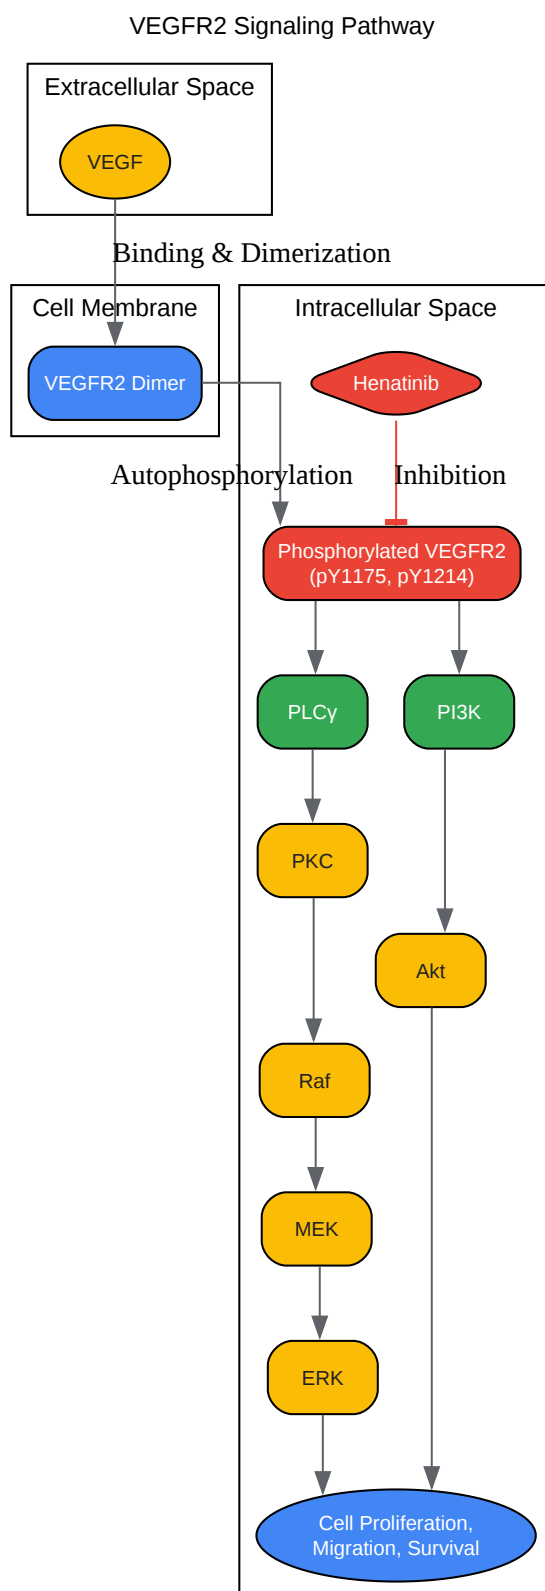 VEGFR2 Signaling Pathway
Extracellular Space
VEGF
Binding & Dimerization
Cell Membrane
Intracellular Space
VEGFR2 Dimer
Henatinib
Autophosphorylation
Inhibition
Phosphorylated VEGFR2
(pY1175, pY1214)
PLCγ
PI3K
PKC
Akt
Raf
MEK
ERK
Cell Proliferation,
Migration, Survival